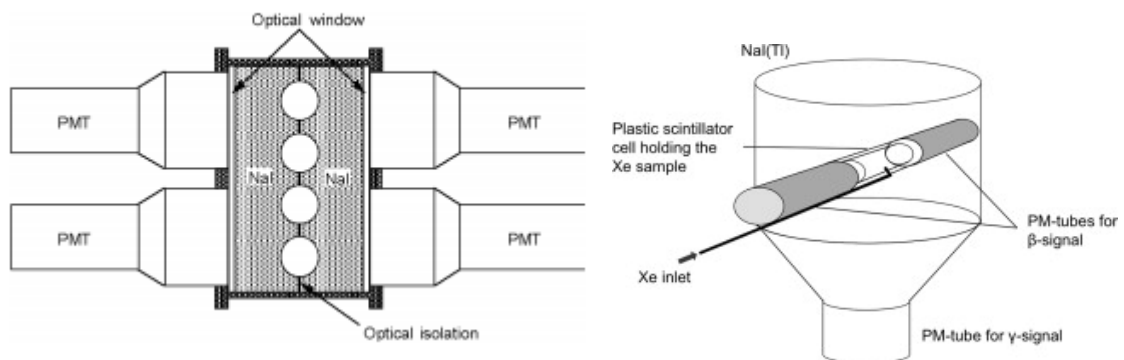 Optical window
PMT
PMT
NaI
NaI
PMT
PMT
Optical isolation
NaI(Tl)
Plastic scintillator
cell holding the
Xe sample
PM-tubes for
β-signal
Xe inlet
PM-tube for γ-signal